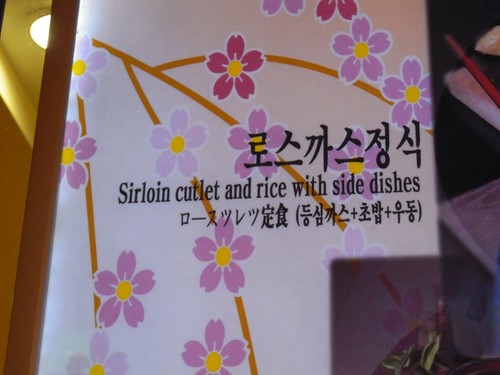 로스까스정식
Sirloin cutlet and rice with side dishes
ロースツレツ定食 (등심까스+초밥+우동)